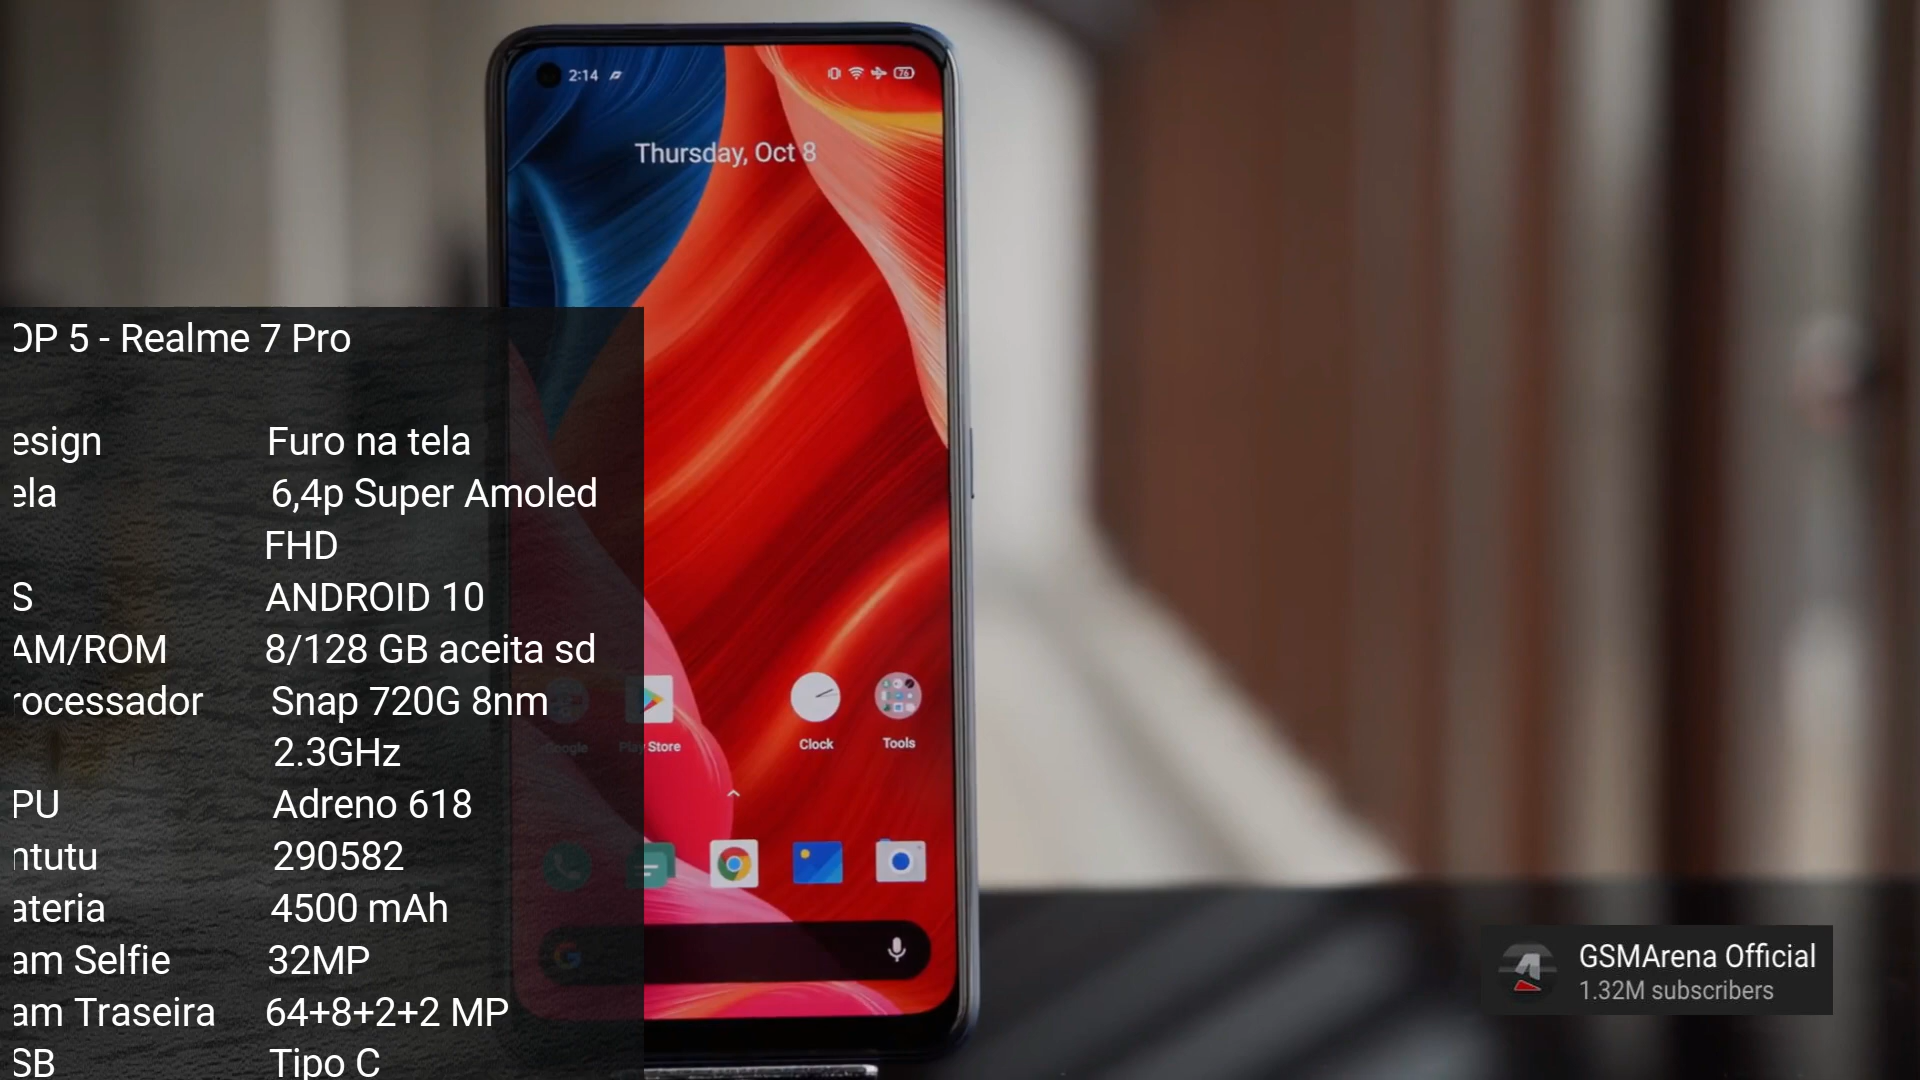 2:14
76
Thursday, Oct 8
OP 5 - Realme 7 Pro
esign Furo na tela
ela 6,4p Super Amoled
FHD
S ANDROID 10
AM/ROM 8/128 GB aceita sd
rocessador Snap 720G 8nm
2.3GHz
PU Adreno 618
ntutu 290582
ateria 4500 mAh
am Selfie 32MP
am Traseira 64+8+2+2 MP
SB Tipo C
Google
Play Store
Clock
Tools
GSMArena Official
1.32M subscribers